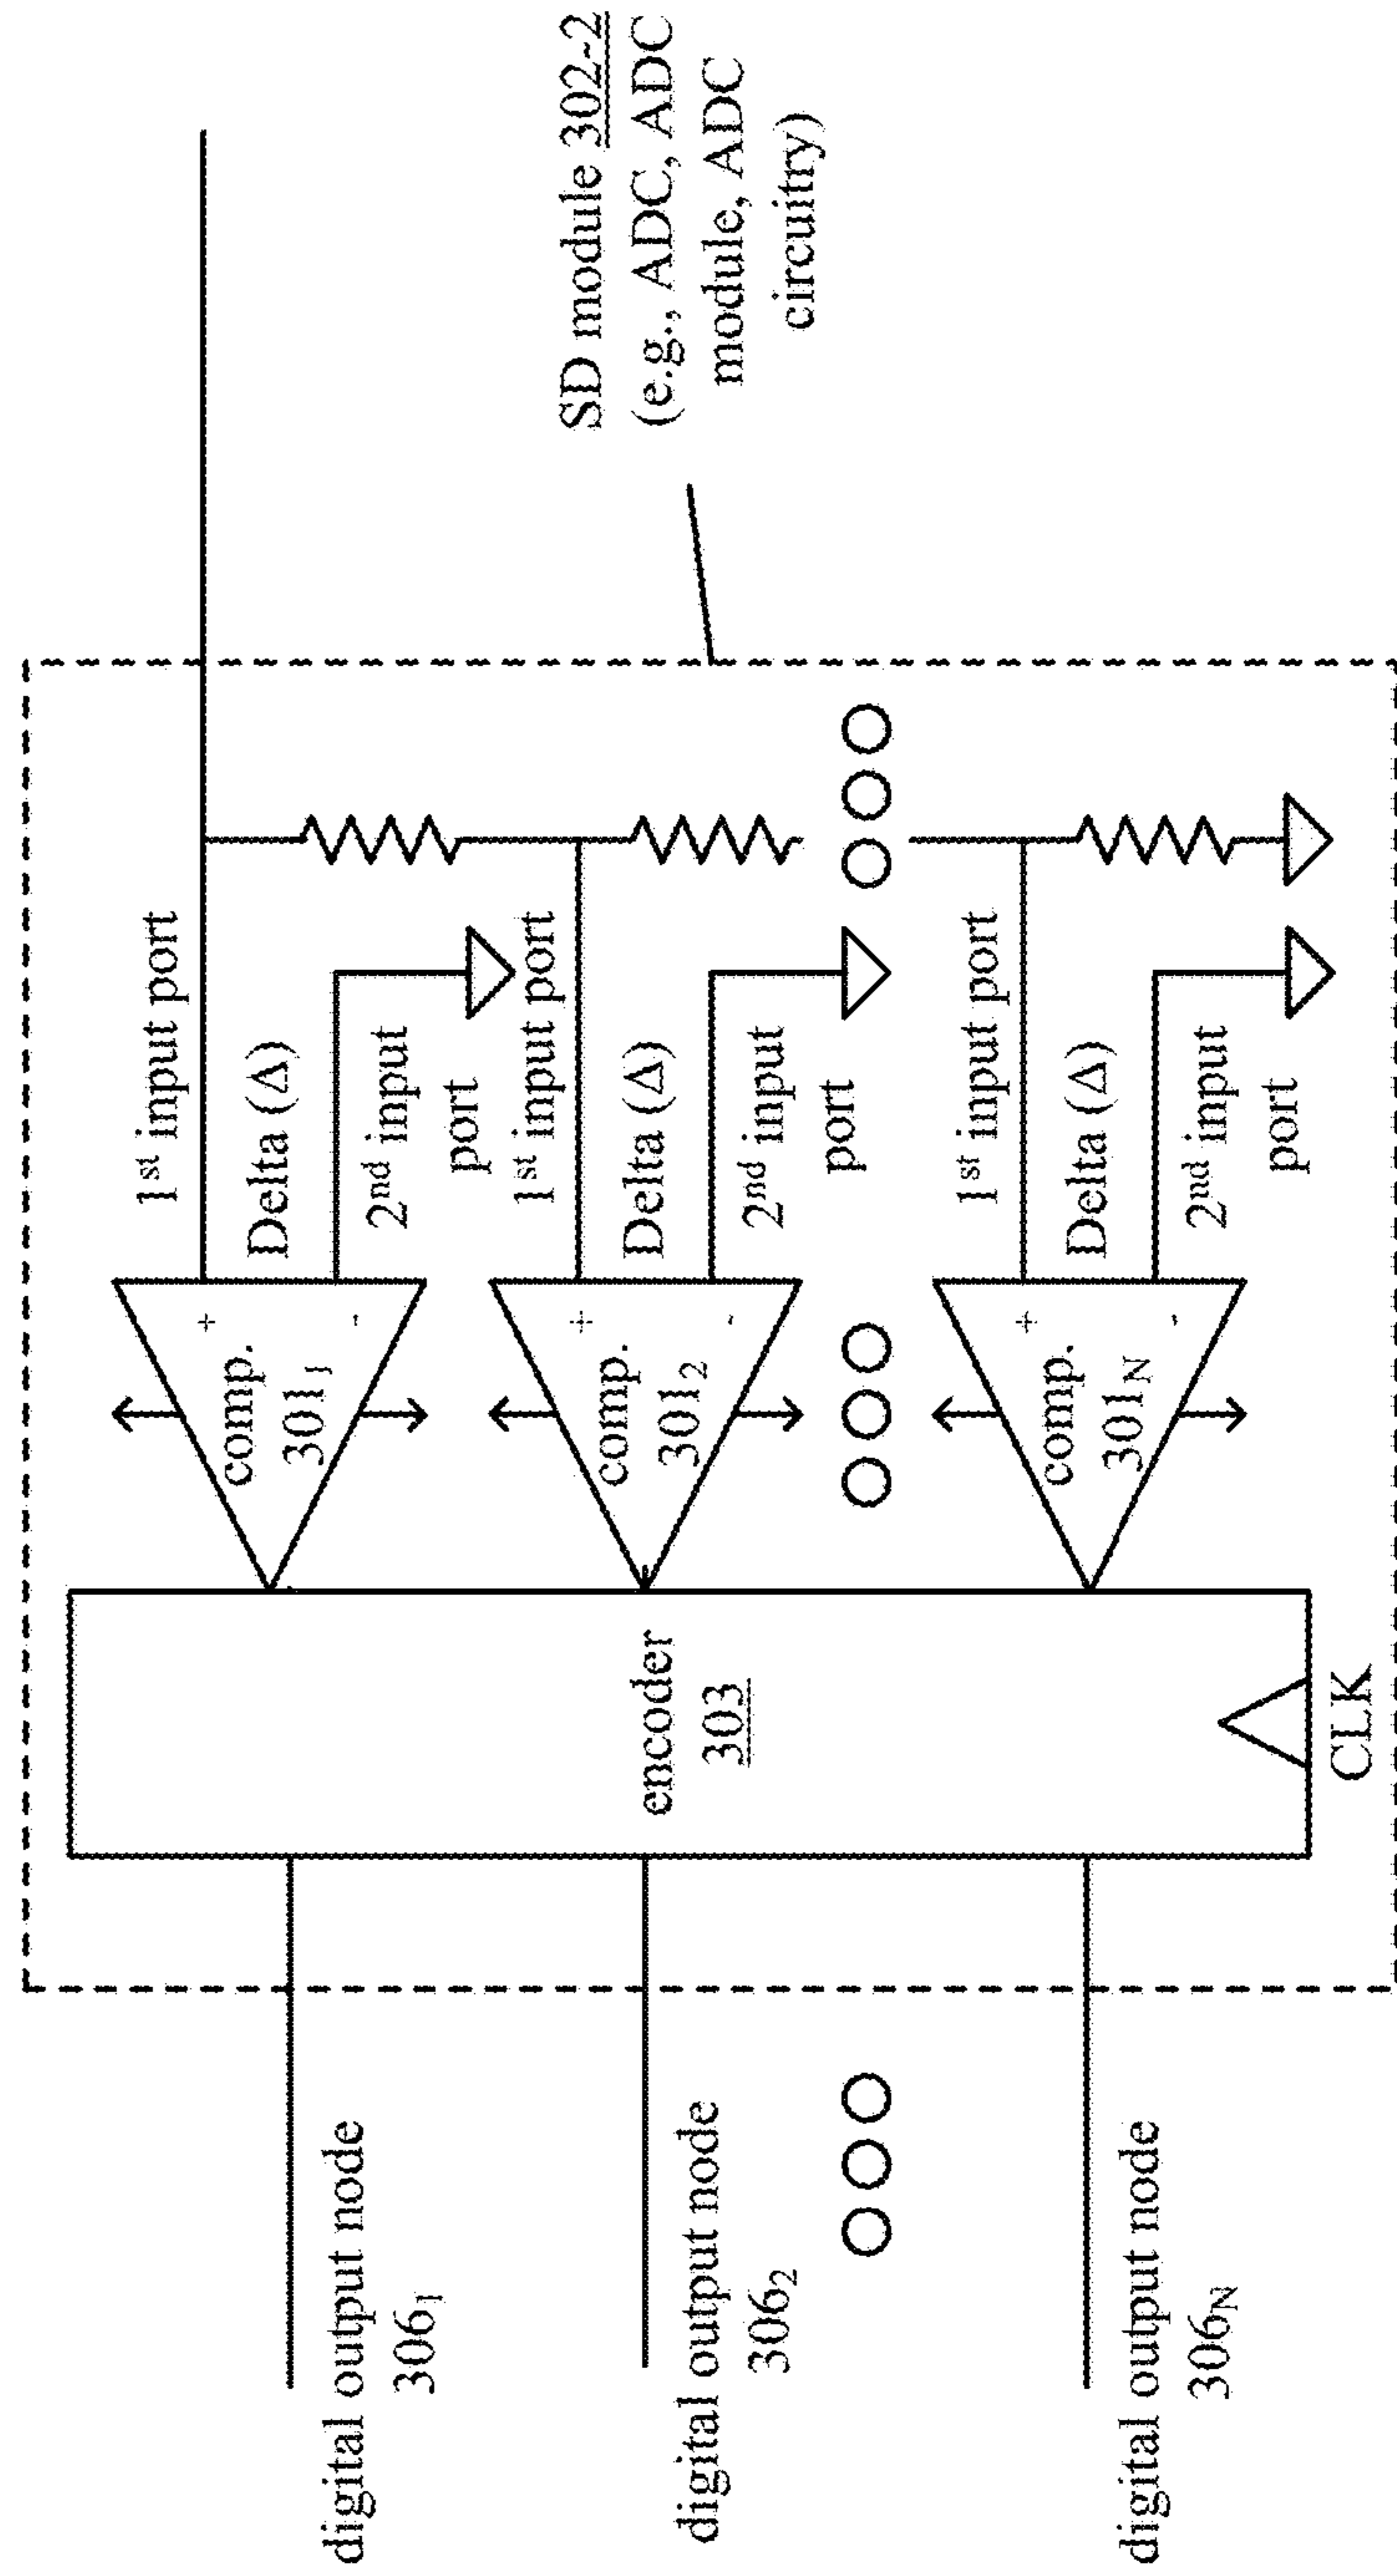 SD module 302-2
(e.g., ADC, ADC
module, ADC
circuitry)
1st input port
Delta (Δ)
2nd input
port
+
-
comp.
301₁
1st input port
Delta (Δ)
2nd input
port
+
-
comp.
301₂
1st input port
Delta (Δ)
2nd input
port
+
-
comp.
301N
encoder
303
CLK
digital output node
306₁
digital output node
306₂
digital output node
306N